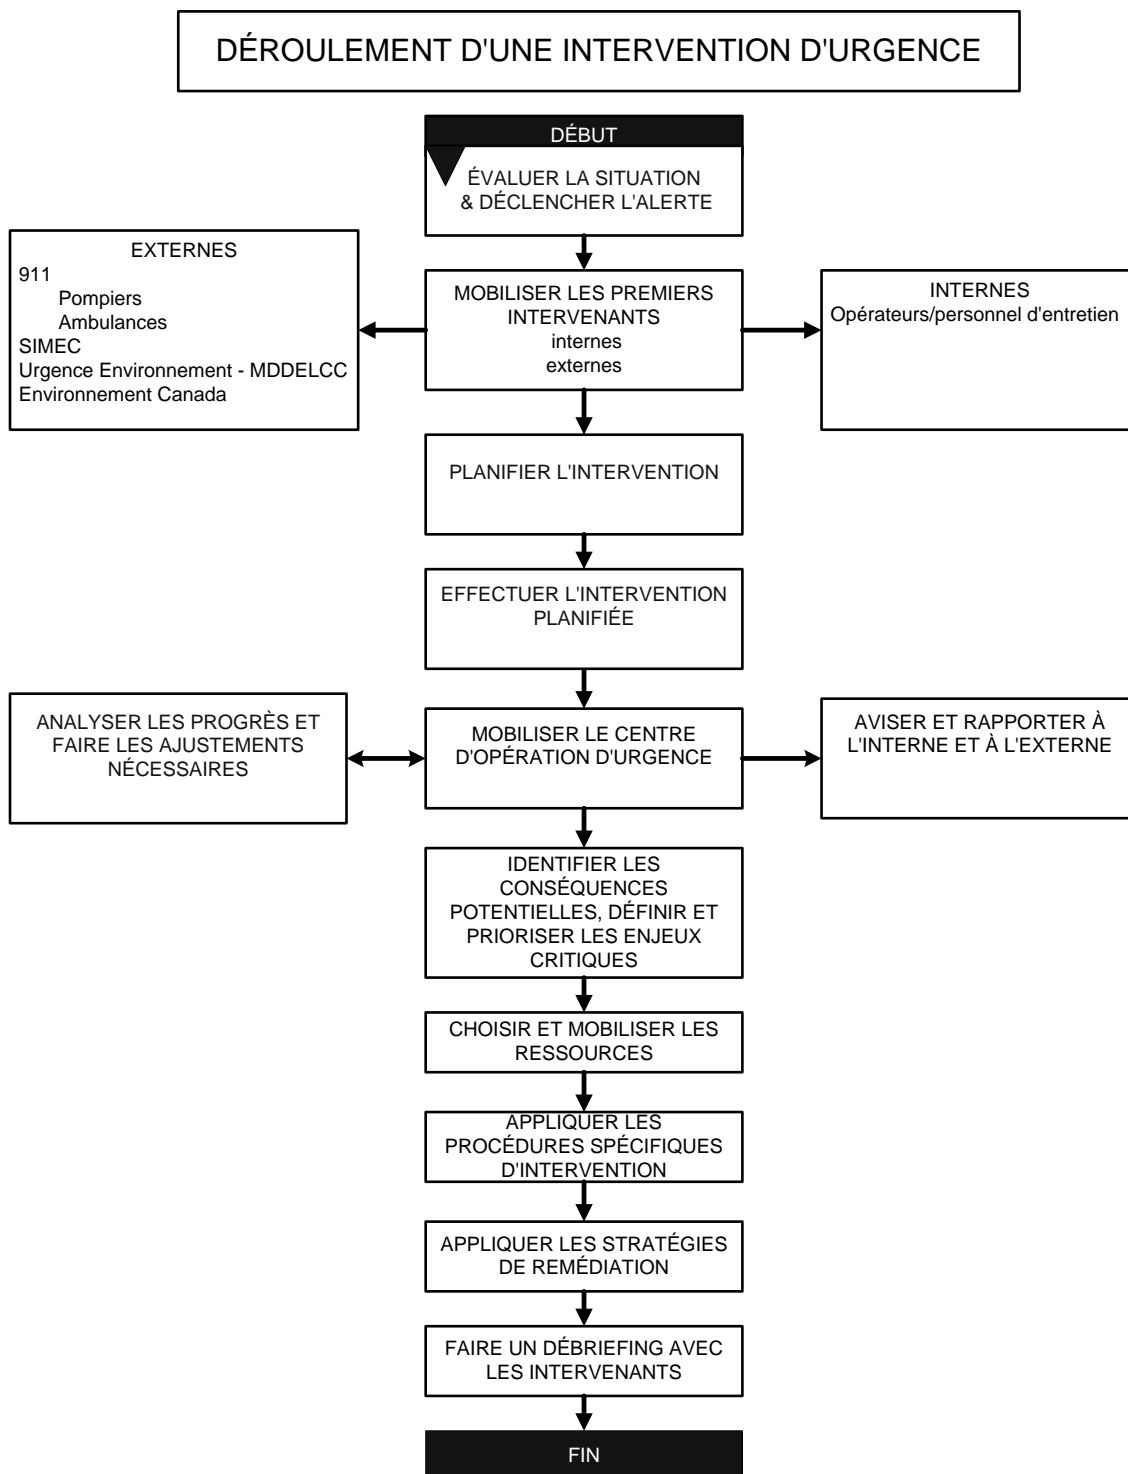 DÉROULEMENT D'UNE INTERVENTION D'URGENCE
DÉBUT
ÉVALUER LA SITUATION
& DÉCLENCHER L'ALERTE
EXTERNES
911
Pompiers
Ambulances
SIMEC
Urgence Environnement - MDDELCC
Environnement Canada
MOBILISER LES PREMIERS
INTERVENANTS
internes
externes
INTERNES
Opérateurs/personnel d'entretien
PLANIFIER L'INTERVENTION
EFFECTUER L'INTERVENTION
PLANIFIÉE
ANALYSER LES PROGRÈS ET
FAIRE LES AJUSTEMENTS
NÉCESSAIRES
MOBILISER LE CENTRE
D'OPÉRATION D'URGENCE
AVISER ET RAPPORTER À
L'INTERNE ET À L'EXTERNE
IDENTIFIER LES
CONSÉQUENCES
POTENTIELLES, DÉFINIR ET
PRIORISER LES ENJEUX
CRITIQUES
CHOISIR ET MOBILISER LES
RESSOURCES
APPLIQUER LES
PROCÉDURES SPÉCIFIQUES
D'INTERVENTION
APPLIQUER LES STRATÉGIES
DE REMÉDIATION
FAIRE UN DÉBRIEFING AVEC
LES INTERVENANTS
FIN